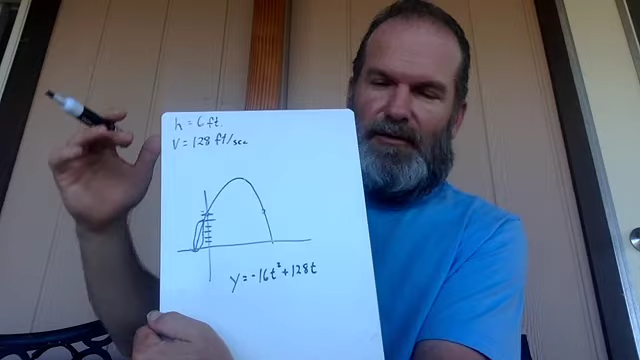 h = 6 ft.
V = 128 ft/sec
y = -16t² + 128t